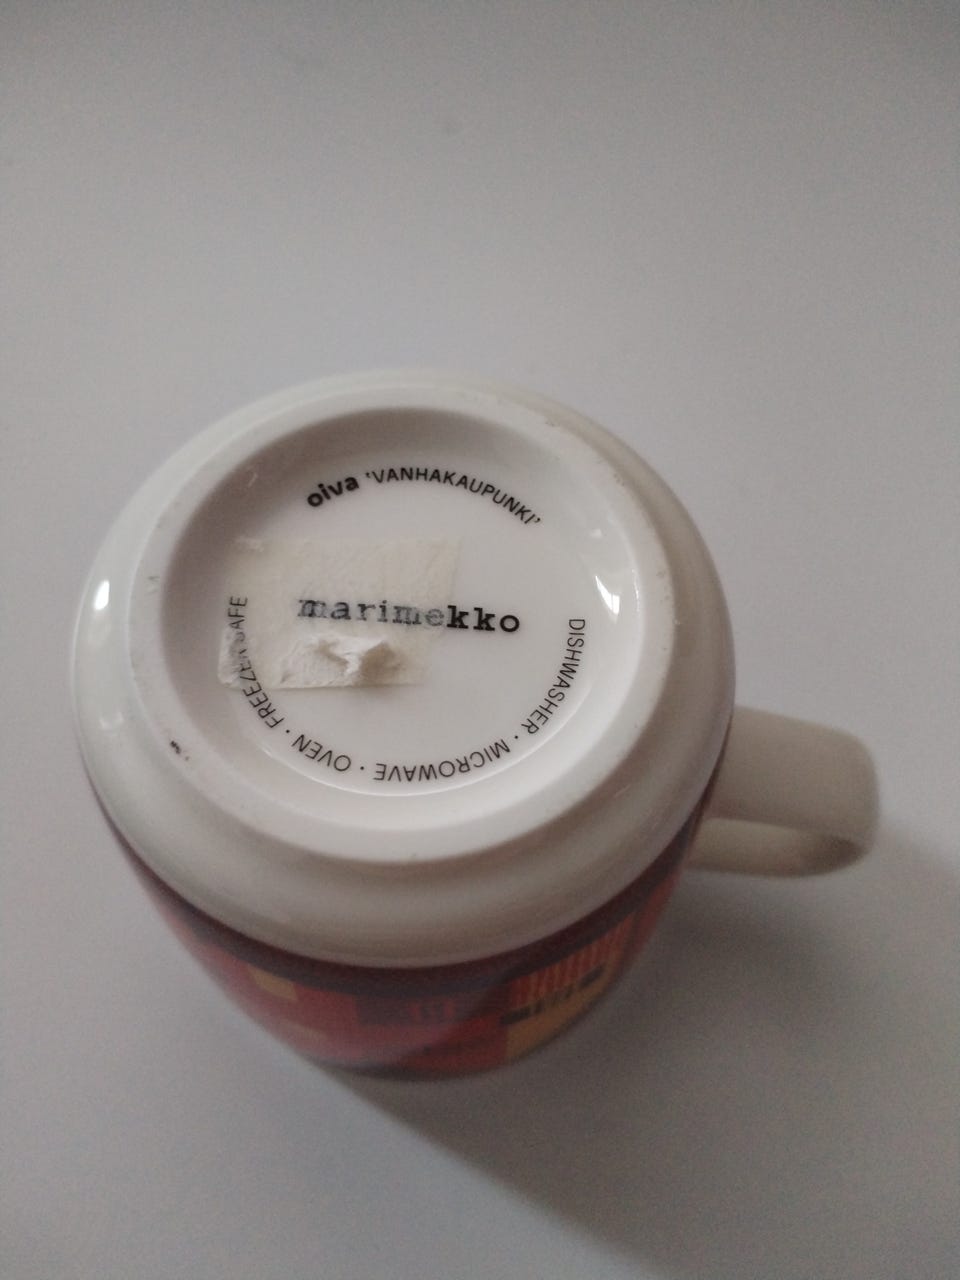 oiva 'VANHAKAUPUNKI'
marimekko
DISHWASHER · MICROWAVE · OVEN · FREEZER SAFE